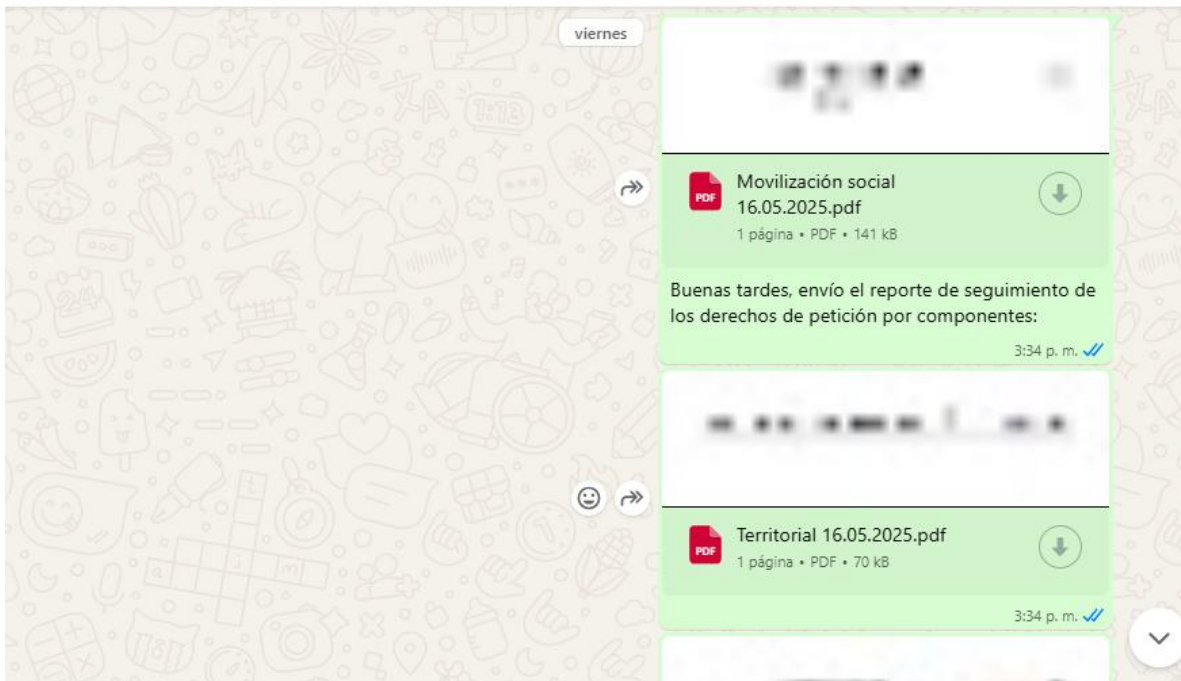 viernes
PDF
Movilización social
16.05.2025.pdf
1 página • PDF • 141 kB
Buenas tardes, envío el reporte de seguimiento de
los derechos de petición por componentes:
3:34 p. m.
PDF
Territorial 16.05.2025.pdf
1 página • PDF • 70 kB
3:34 p. m.